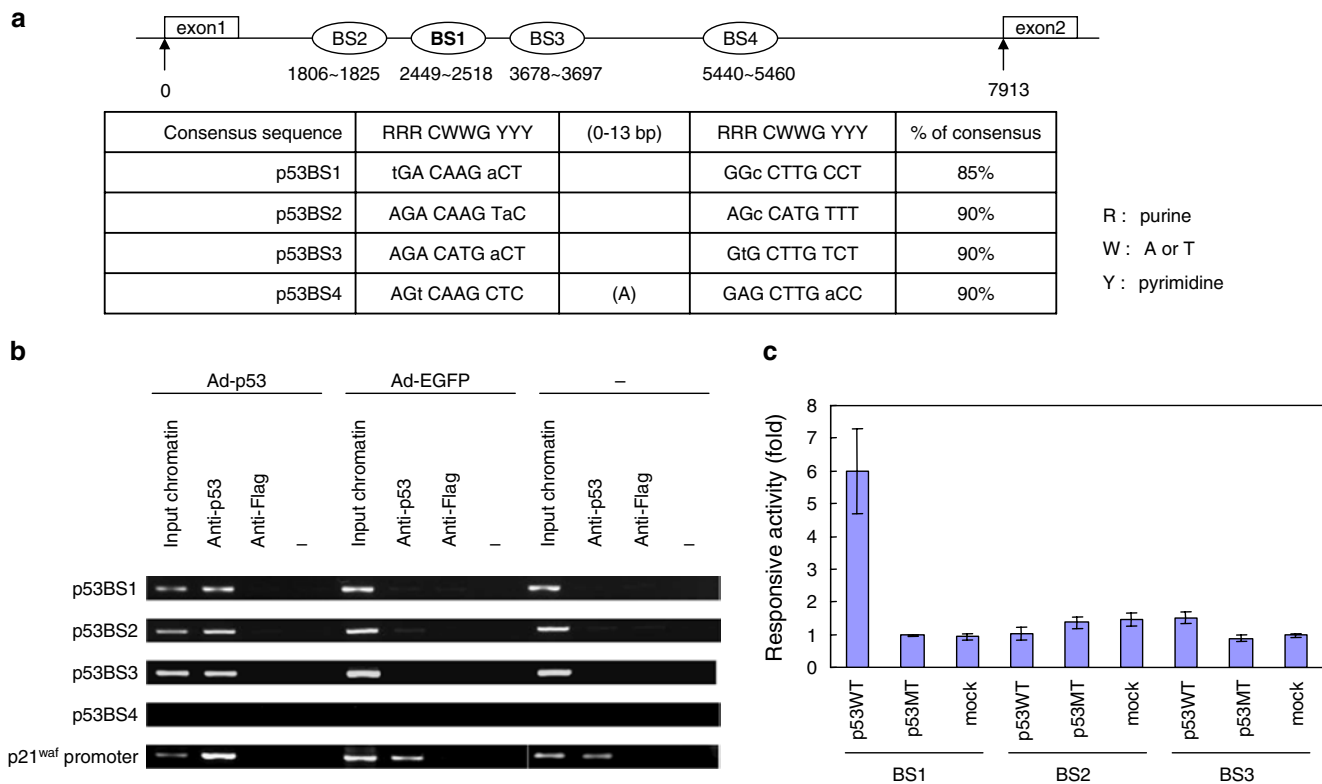 a
exon1 BS2 BS1 BS3 BS4 exon2
1806~1825 2449~2518 3678~3697 5440~5460
0 7913
Consensus sequence RRR CWWG YYY (0-13 bp) RRR CWWG YYY % of consensus
p53BS1 tGA CAAG aCT GGc CTTG CCT 85%
p53BS2 AGA CAAG TaC AGc CATG TTT 90%
p53BS3 AGA CATG aCT GtG CTTG TCT 90%
p53BS4 AGt CAAG CTC (A) GAG CTTG aCC 90%
R : purine
W : A or T
Y : pyrimidine
b
Ad-p53 Ad-EGFP –
Input chromatin Anti-p53 Anti-Flag – Input chromatin Anti-p53 Anti-Flag – Input chromatin Anti-p53 Anti-Flag –
p53BS1
p53BS2
p53BS3
p53BS4
p21waf promoter
c
Responsive activity (fold)
8
7
6
5
4
3
2
1
0
p53WT p53MT mock p53WT p53MT mock p53WT p53MT mock
BS1 BS2 BS3